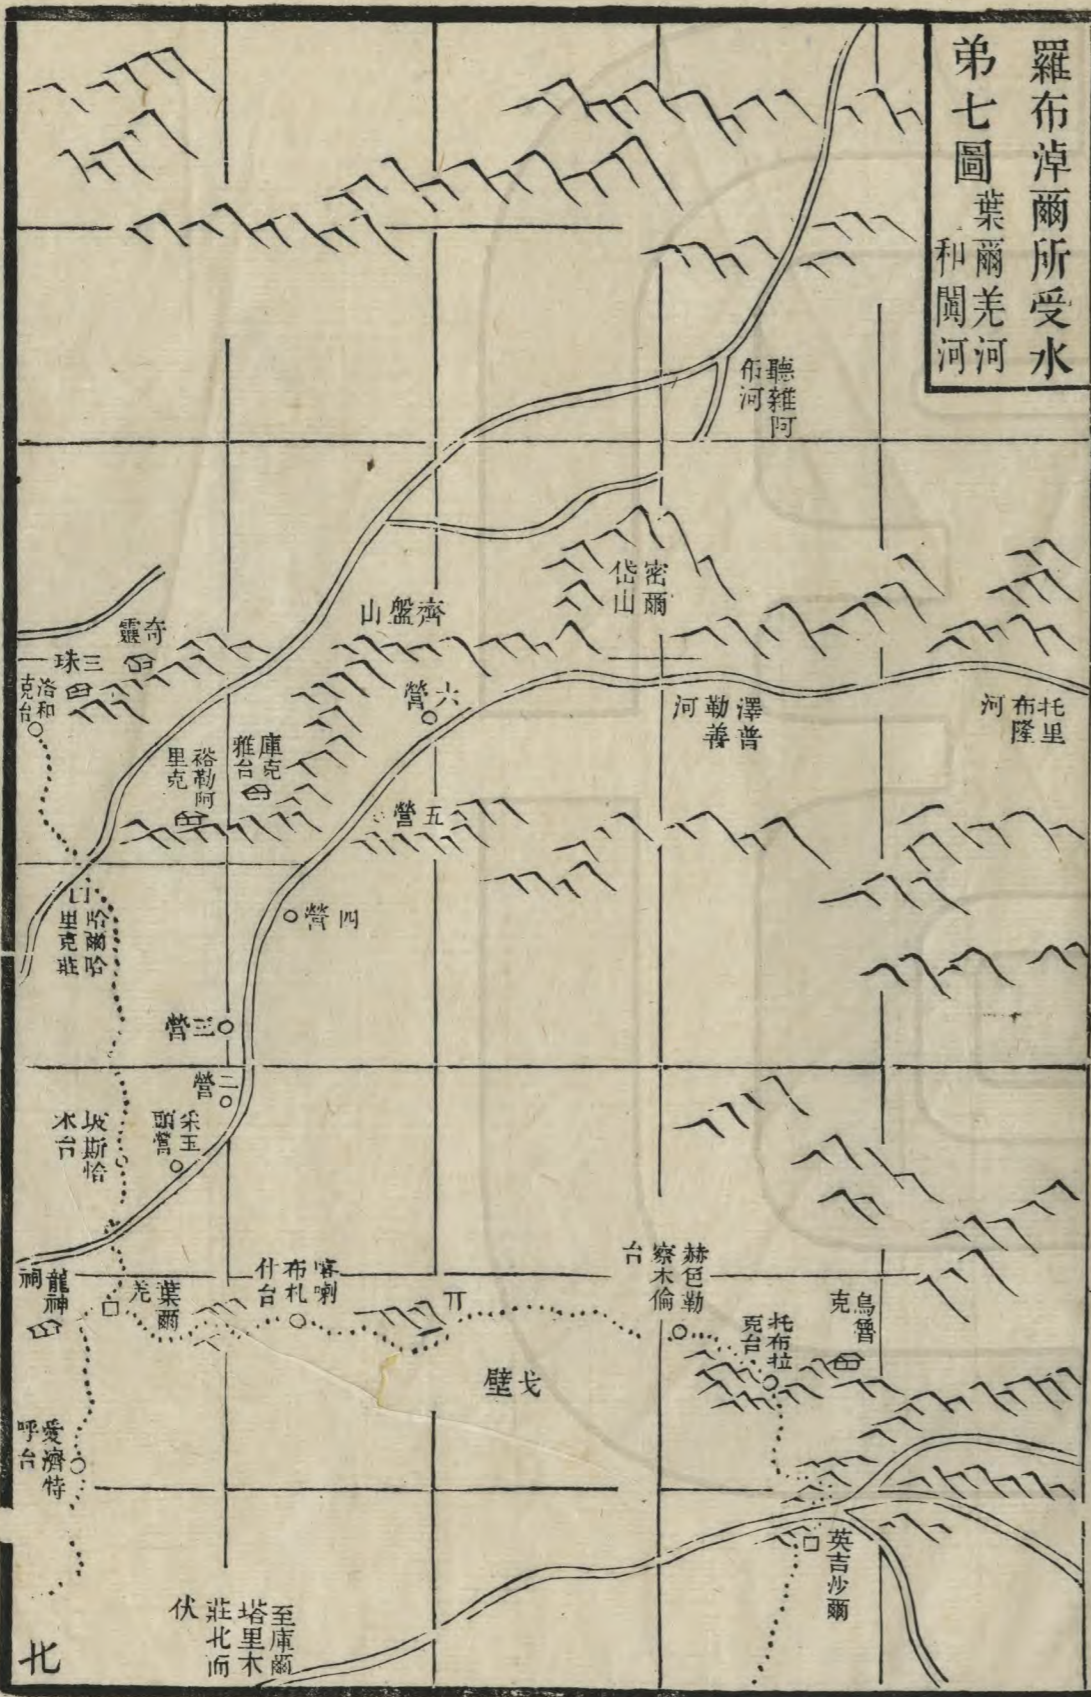 羅布淖爾所受水
弟七圖
葉爾羌河
和闐河
聽雜阿
布河
密爾
岱山
齊盤山
奇靈
三珠
洛和
克台
六營
庫克
雅台
裕勒阿
里克
澤普
勒善
河
托里
布隆
河
五營
四營
哈爾哈
里克莊
三營
二營
采玉
頭營
坡斯恰
木台
葉爾
羌
龍神
祠
喀喇
布札
什台
赫色勒
察木倫
台
烏魯
克
托布拉
克台
戈壁
愛濟特
呼台
英吉沙爾
至庫爾
塔里木
莊北而
伏
北